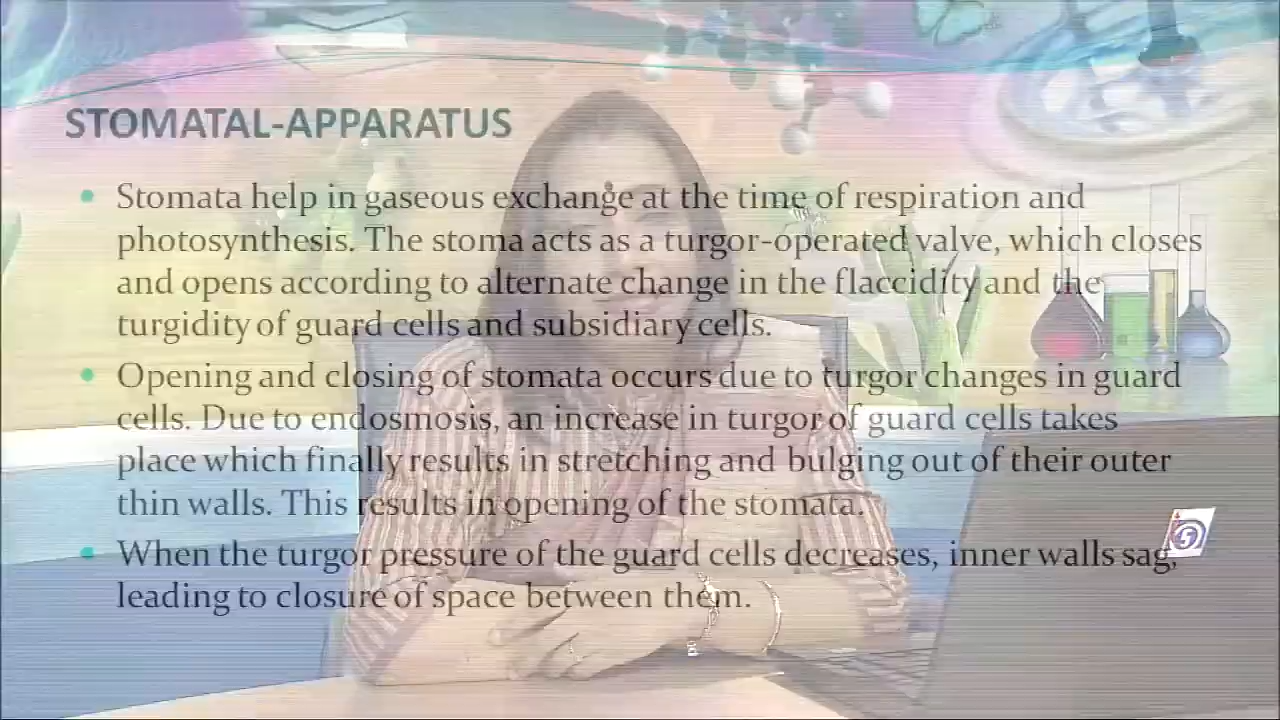 STOMATAL-APPARATUS
Stomata help in gaseous exchange at the time of respiration and
photosynthesis. The stoma acts as a turgor-operated valve, which closes
and opens according to alternate change in the flaccidity and the
turgidity of guard cells and subsidiary cells.
Opening and closing of stomata occurs due to turgor changes in guard
cells. Due to endosmosis, an increase in turgor of guard cells takes
place which finally results in stretching and bulging out of their outer
thin walls. This results in opening of the stomata.
When the turgor pressure of the guard cells decreases, inner walls sag,
leading to closure of space between them.